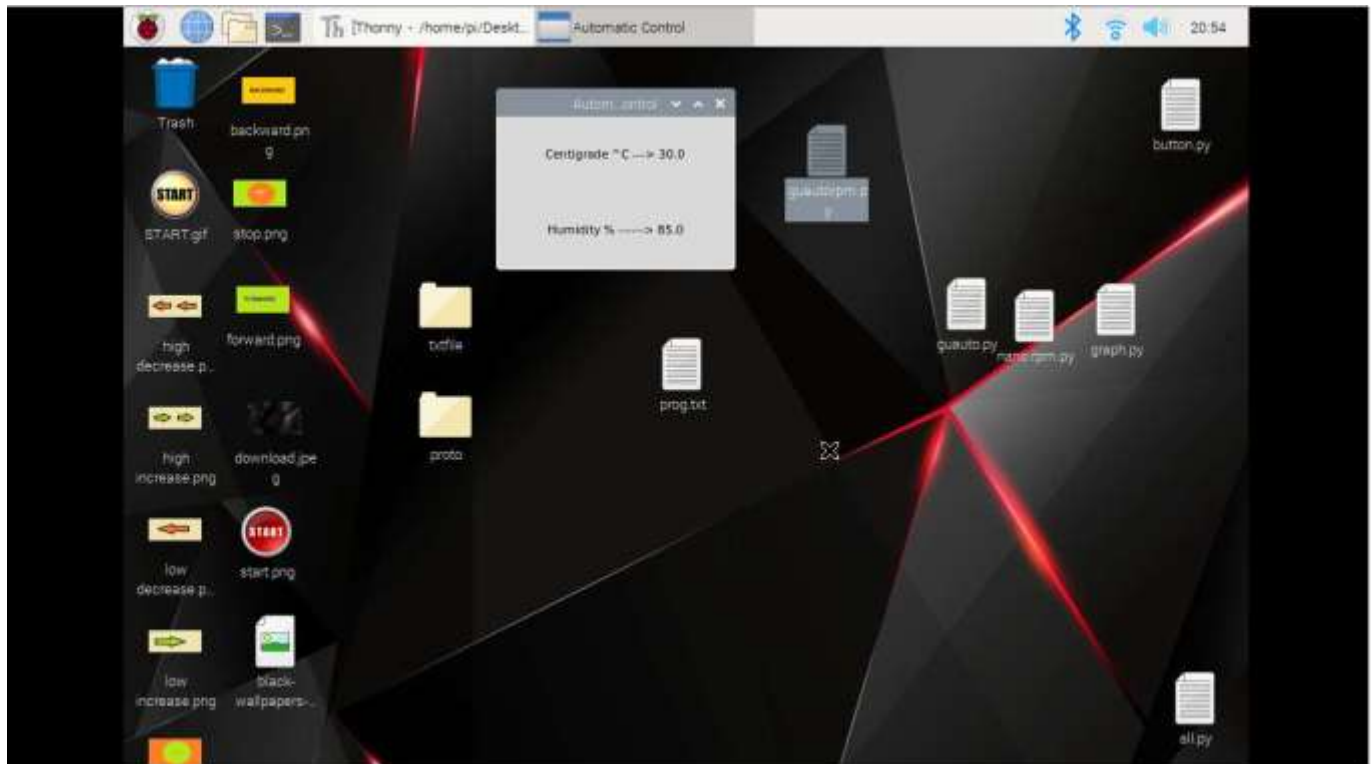 [Thonny - /home/pi/Deskt...
Automatic Control
20:54
Trash
backward.pn
g
START
START.gif
stop.png
high
decrease p...
forward.png
high
increase.png
download.jpe
g
low
decrease p...
START
start.png
low
increase.png
black-
wallpapers-...
Autom...ontrol
Centigrade °C ---> 30.0
Humidity % -----> 85.0
txtfile
proto
prog.txt
guauto.py
graph.py
button.py
all.py